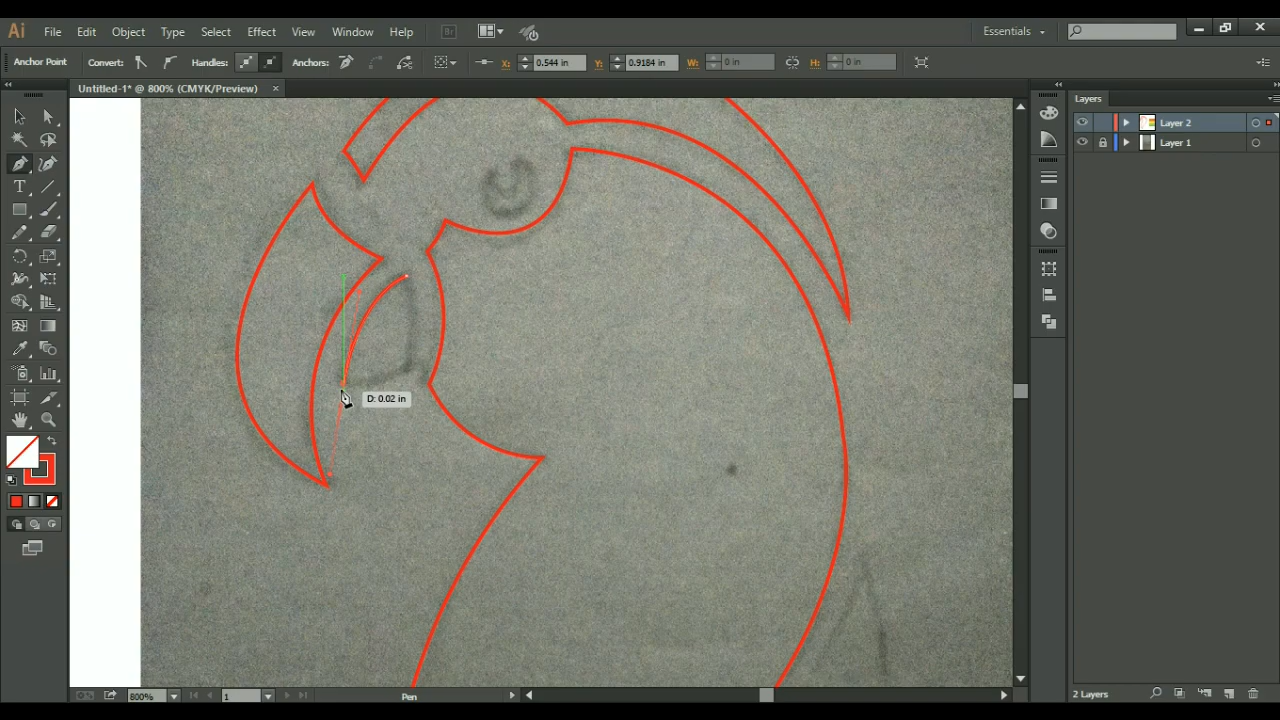 Ai File Edit Object Type Select Effect View Window Help Br Essentials
Anchor Point Convert: Handles: Anchors: X: 0.544 in Y: 0.9184 in W: 0 in H: 0 in
Untitled-1* @ 800% (CMYK/Preview) ×
Layers
Layer 2
Layer 1
D: 0.02 in
800% 1 Pen
2 Layers